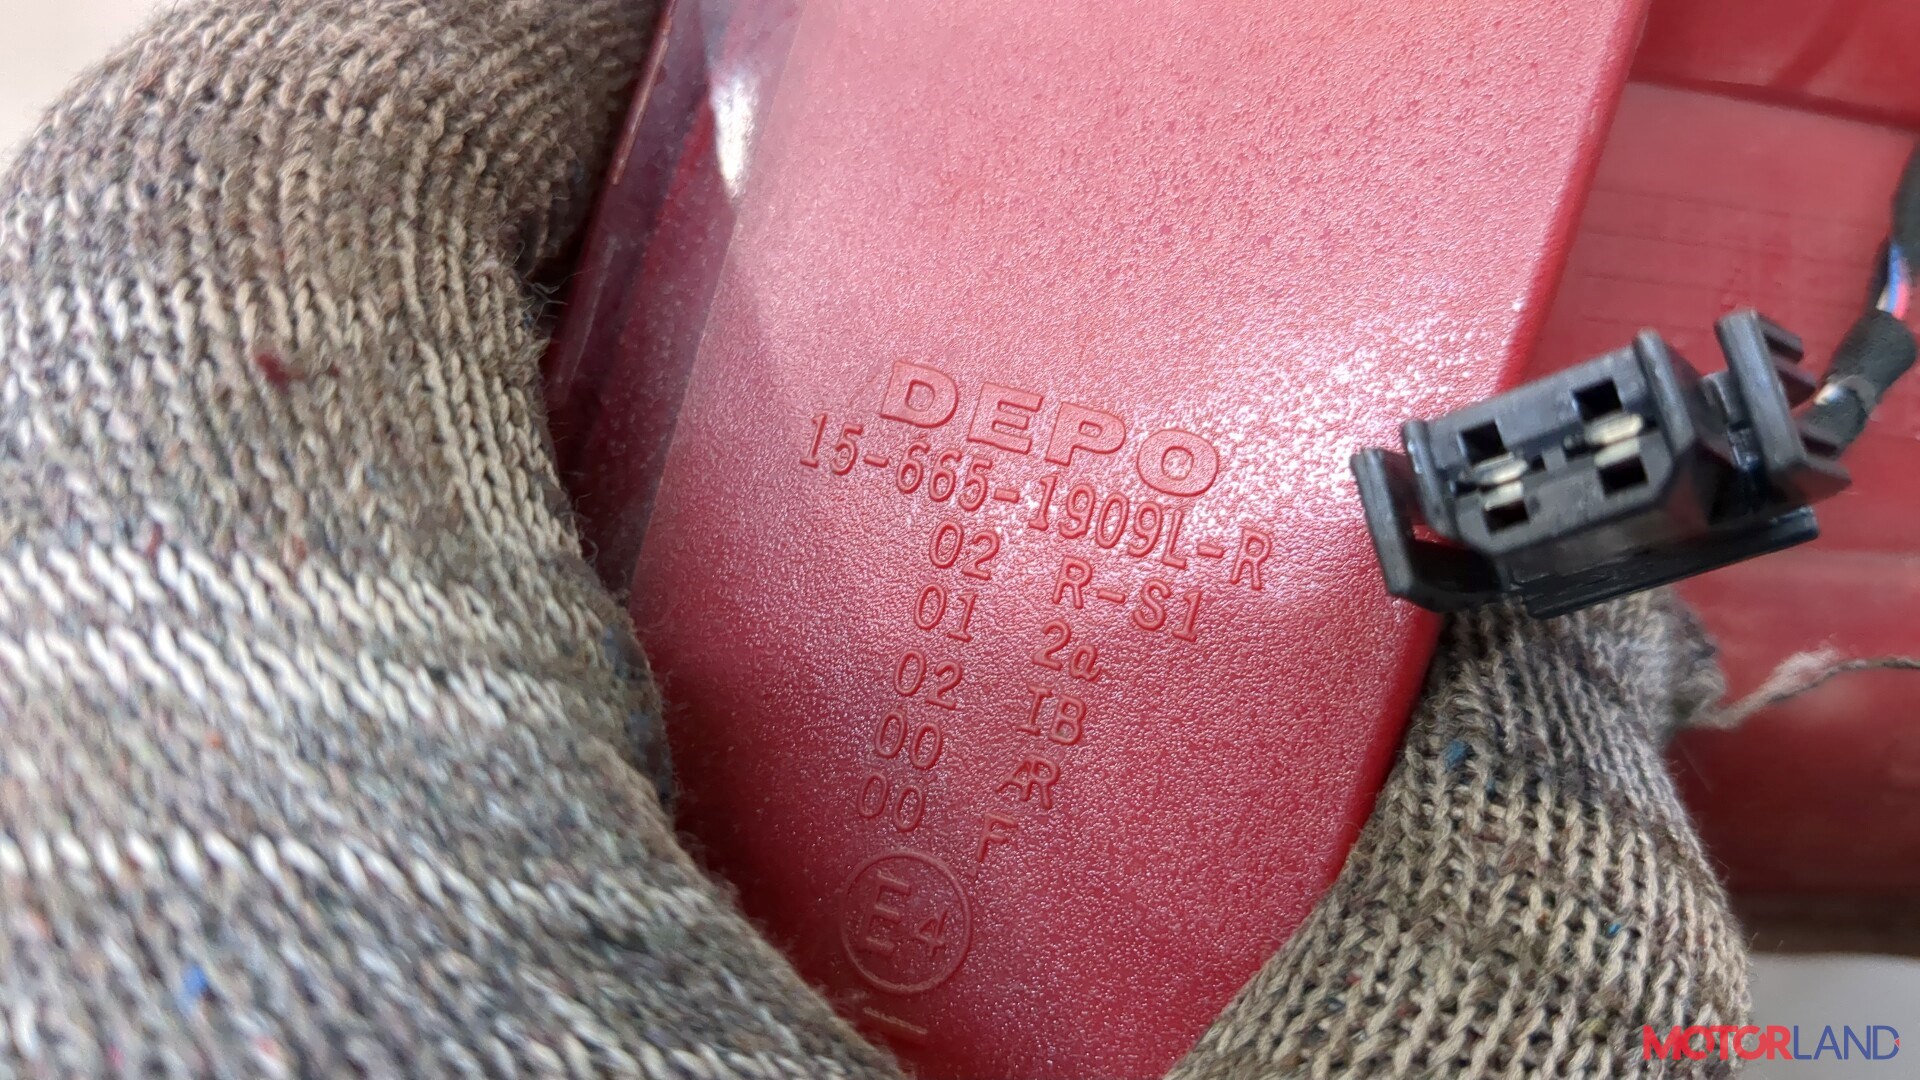 DEPO
15-665-1909L-R
02 R-S1
01 2a
02 IB
00 AR
00 F
E4
MOTORLAND